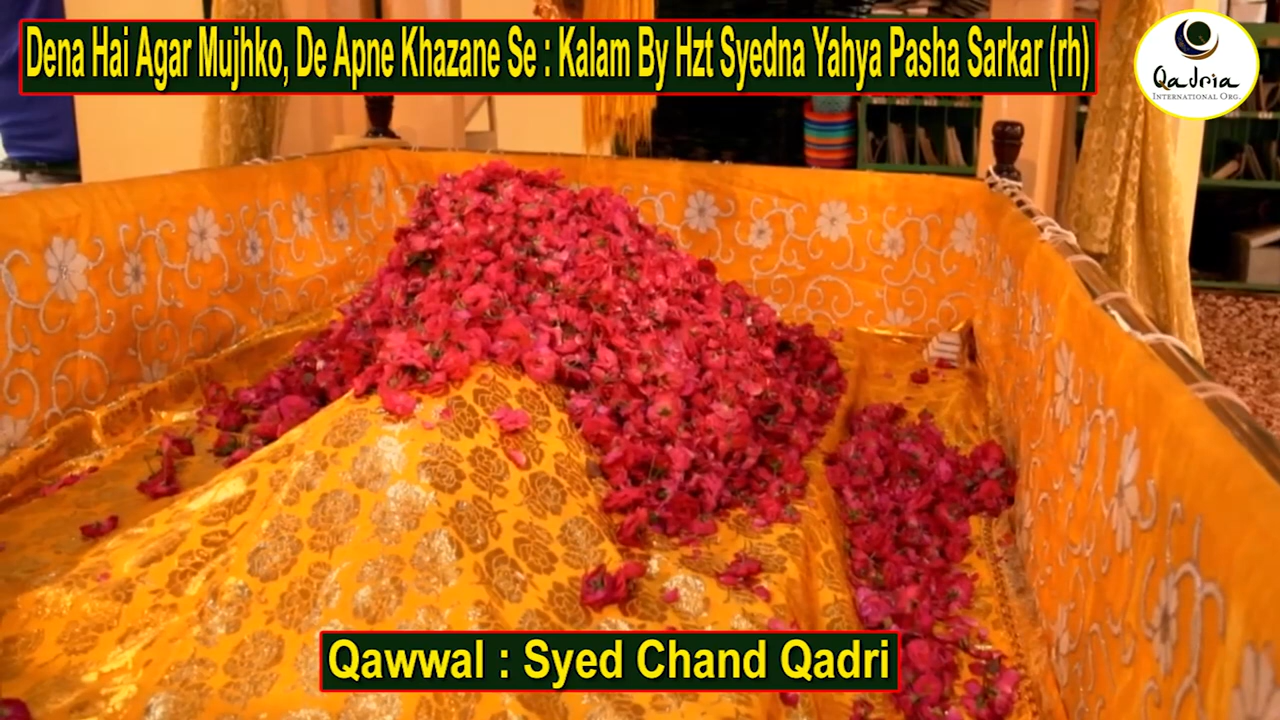 Dena Hai Agar Mujhko, De Apne Khazane Se : Kalam By Hzt Syedna Yahya Pasha Sarkar (rh)
Qadria
INTERNATIONAL ORG.
Qawwal : Syed Chand Qadri